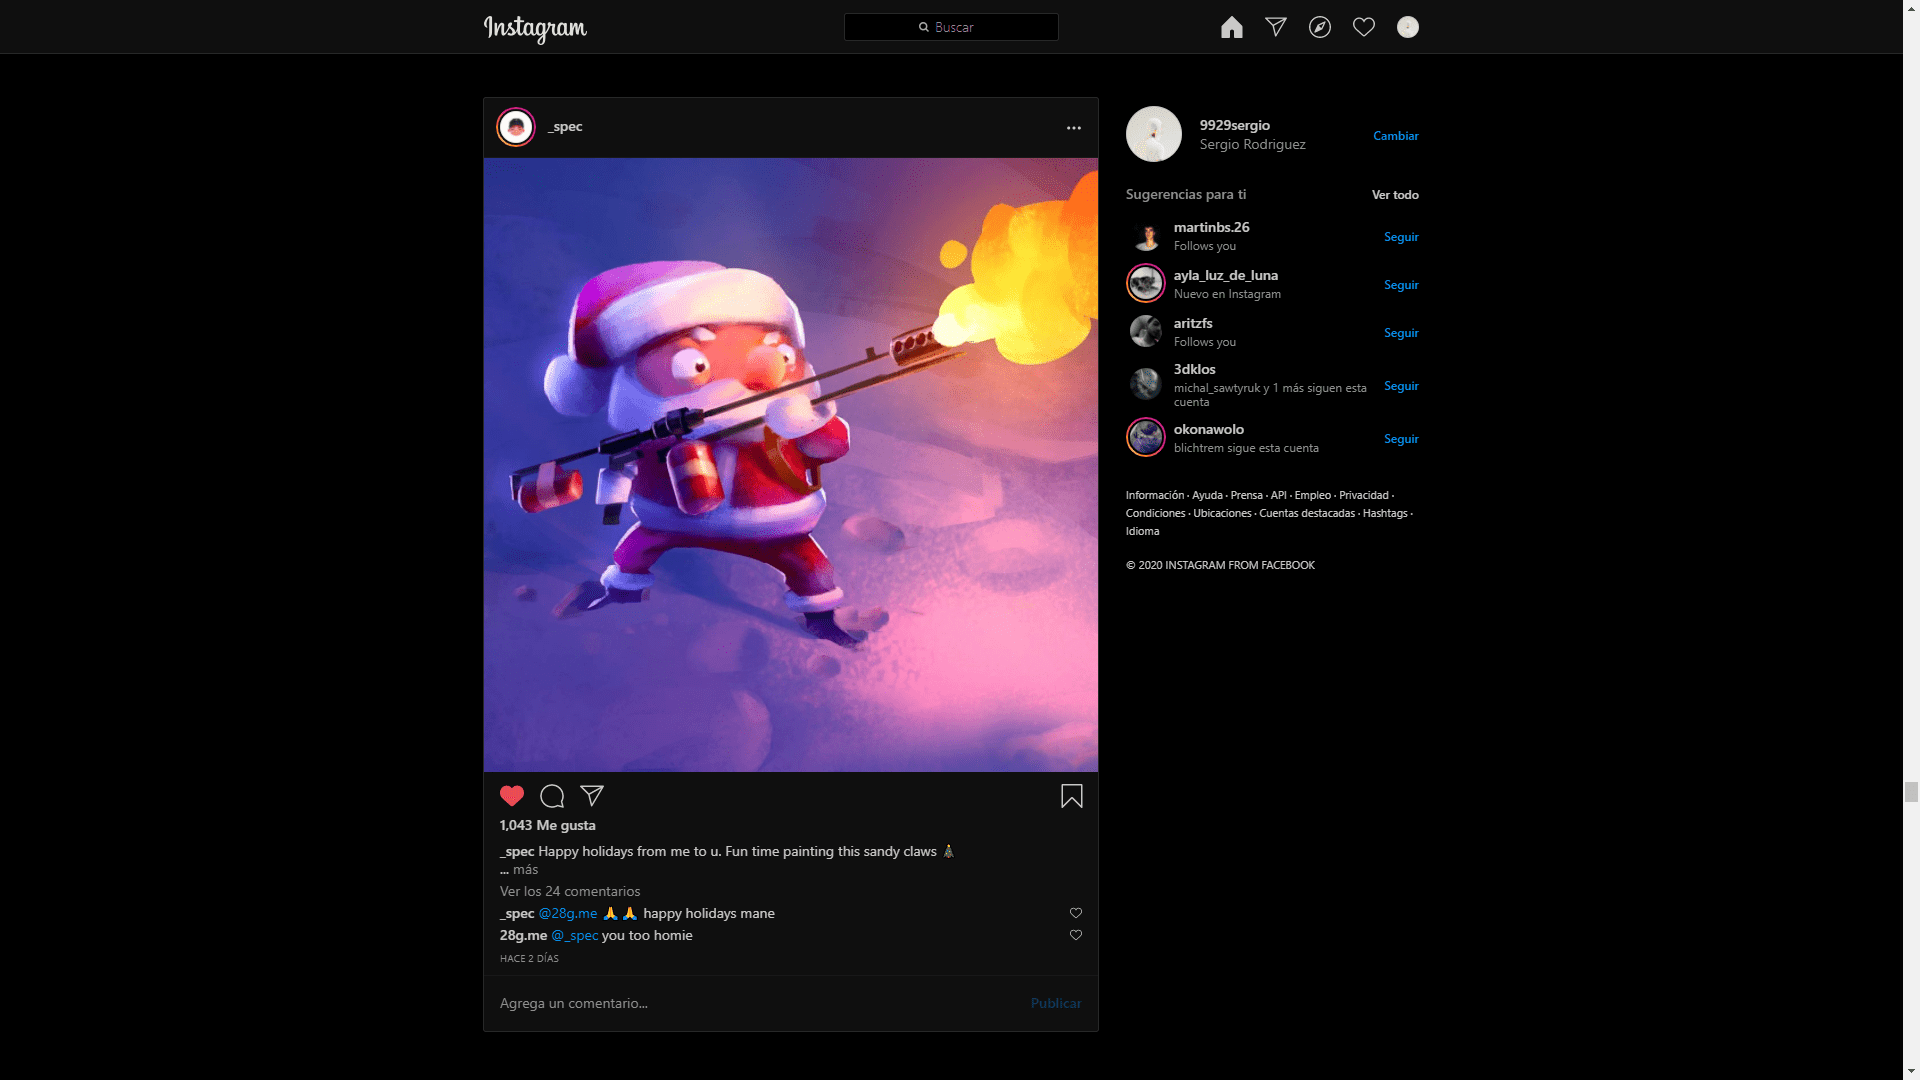 Instagram
Buscar
_spec
9929sergio
Sergio Rodriguez
Cambiar
Sugerencias para ti
Ver todo
martinbs.26
Follows you
Seguir
ayla_luz_de_luna
Nuevo en Instagram
Seguir
aritzfs
Follows you
Seguir
3dklos
michal_sawtyruk y 1 más siguen esta
cuenta
Seguir
okonawolo
blichtrem sigue esta cuenta
Seguir
Información · Ayuda · Prensa · API · Empleo · Privacidad ·
Condiciones · Ubicaciones · Cuentas destacadas · Hashtags ·
Idioma
© 2020 INSTAGRAM FROM FACEBOOK
1,043 Me gusta
_spec Happy holidays from me to u. Fun time painting this sandy claws 🎄
... más
Ver los 24 comentarios
_spec @28g.me 🙏 🙏 happy holidays mane
28g.me @_spec you too homie
HACE 2 DÍAS
Agrega un comentario...
Publicar